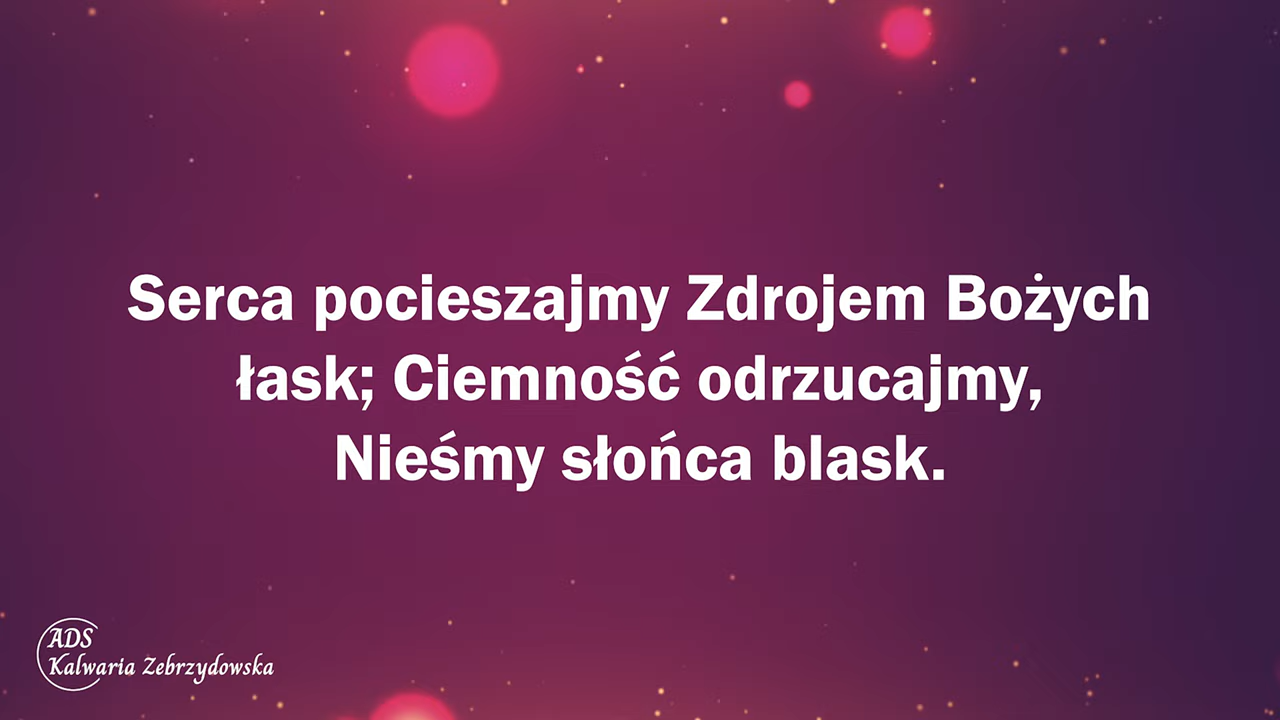 Serca pocieszajmy Zdrojem Bożych
łask; Ciemność odrzucajmy,
Nieśmy słońca blask.
ADS
Kalwaria Zebrzydowska